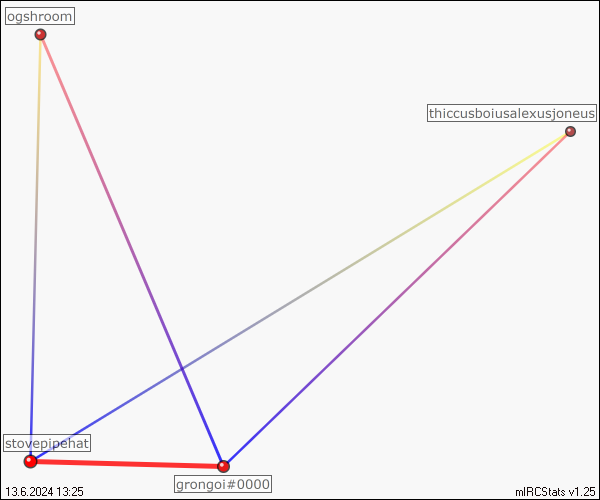 ogshroom
thiccusboiusalexusjoneus
stovepipehat
grongoi#0000
13.6.2024 13:25
mIRCStats v1.25